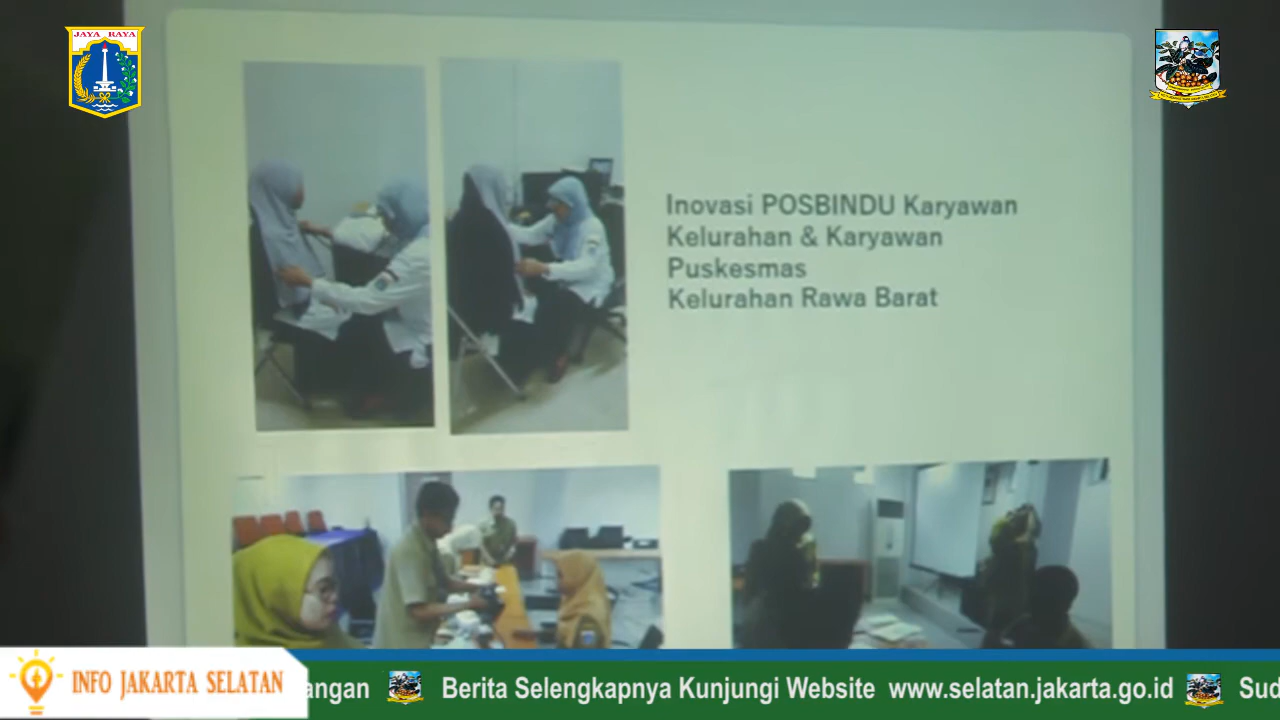 JAYA RAYA
Inovasi POSBINDU Karyawan
Kelurahan & Karyawan
Puskesmas
Kelurahan Rawa Barat
INFO JAKARTA SELATAN
angan
Berita Selengkapnya Kunjungi Website www.selatan.jakarta.go.id
Sud